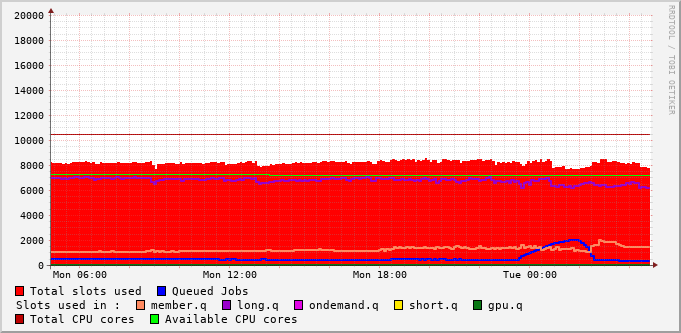 20000
18000
16000
14000
12000
10000
8000
6000
4000
2000
0
Mon 06:00 Mon 12:00 Mon 18:00 Tue 00:00
Total slots used Queued Jobs
Slots used in : member.q long.q ondemand.q short.q gpu.q
Total CPU cores Available CPU cores
RRDTOOL / TOBI OETIKER